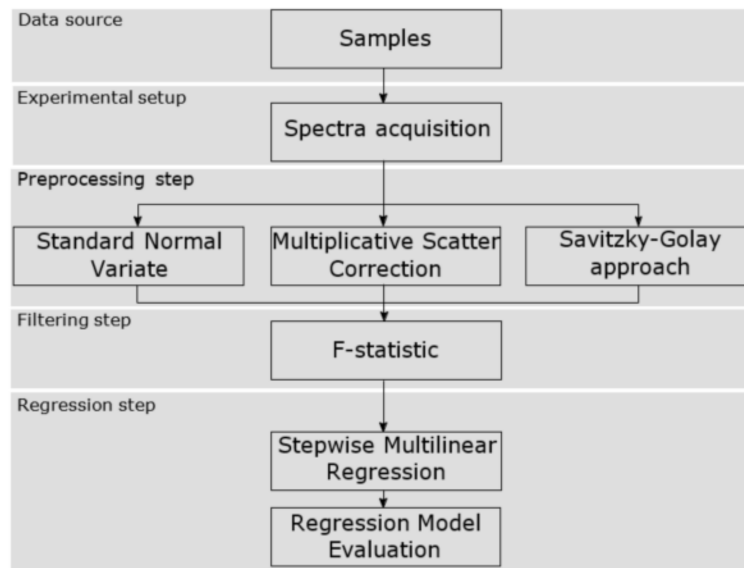 Data source
Samples
Experimental setup
Spectra acquisition
Preprocessing step
Standard Normal
Variate
Multiplicative Scatter
Correction
Savitzky-Golay
approach
Filtering step
F-statistic
Regression step
Stepwise Multilinear
Regression
Regression Model
Evaluation